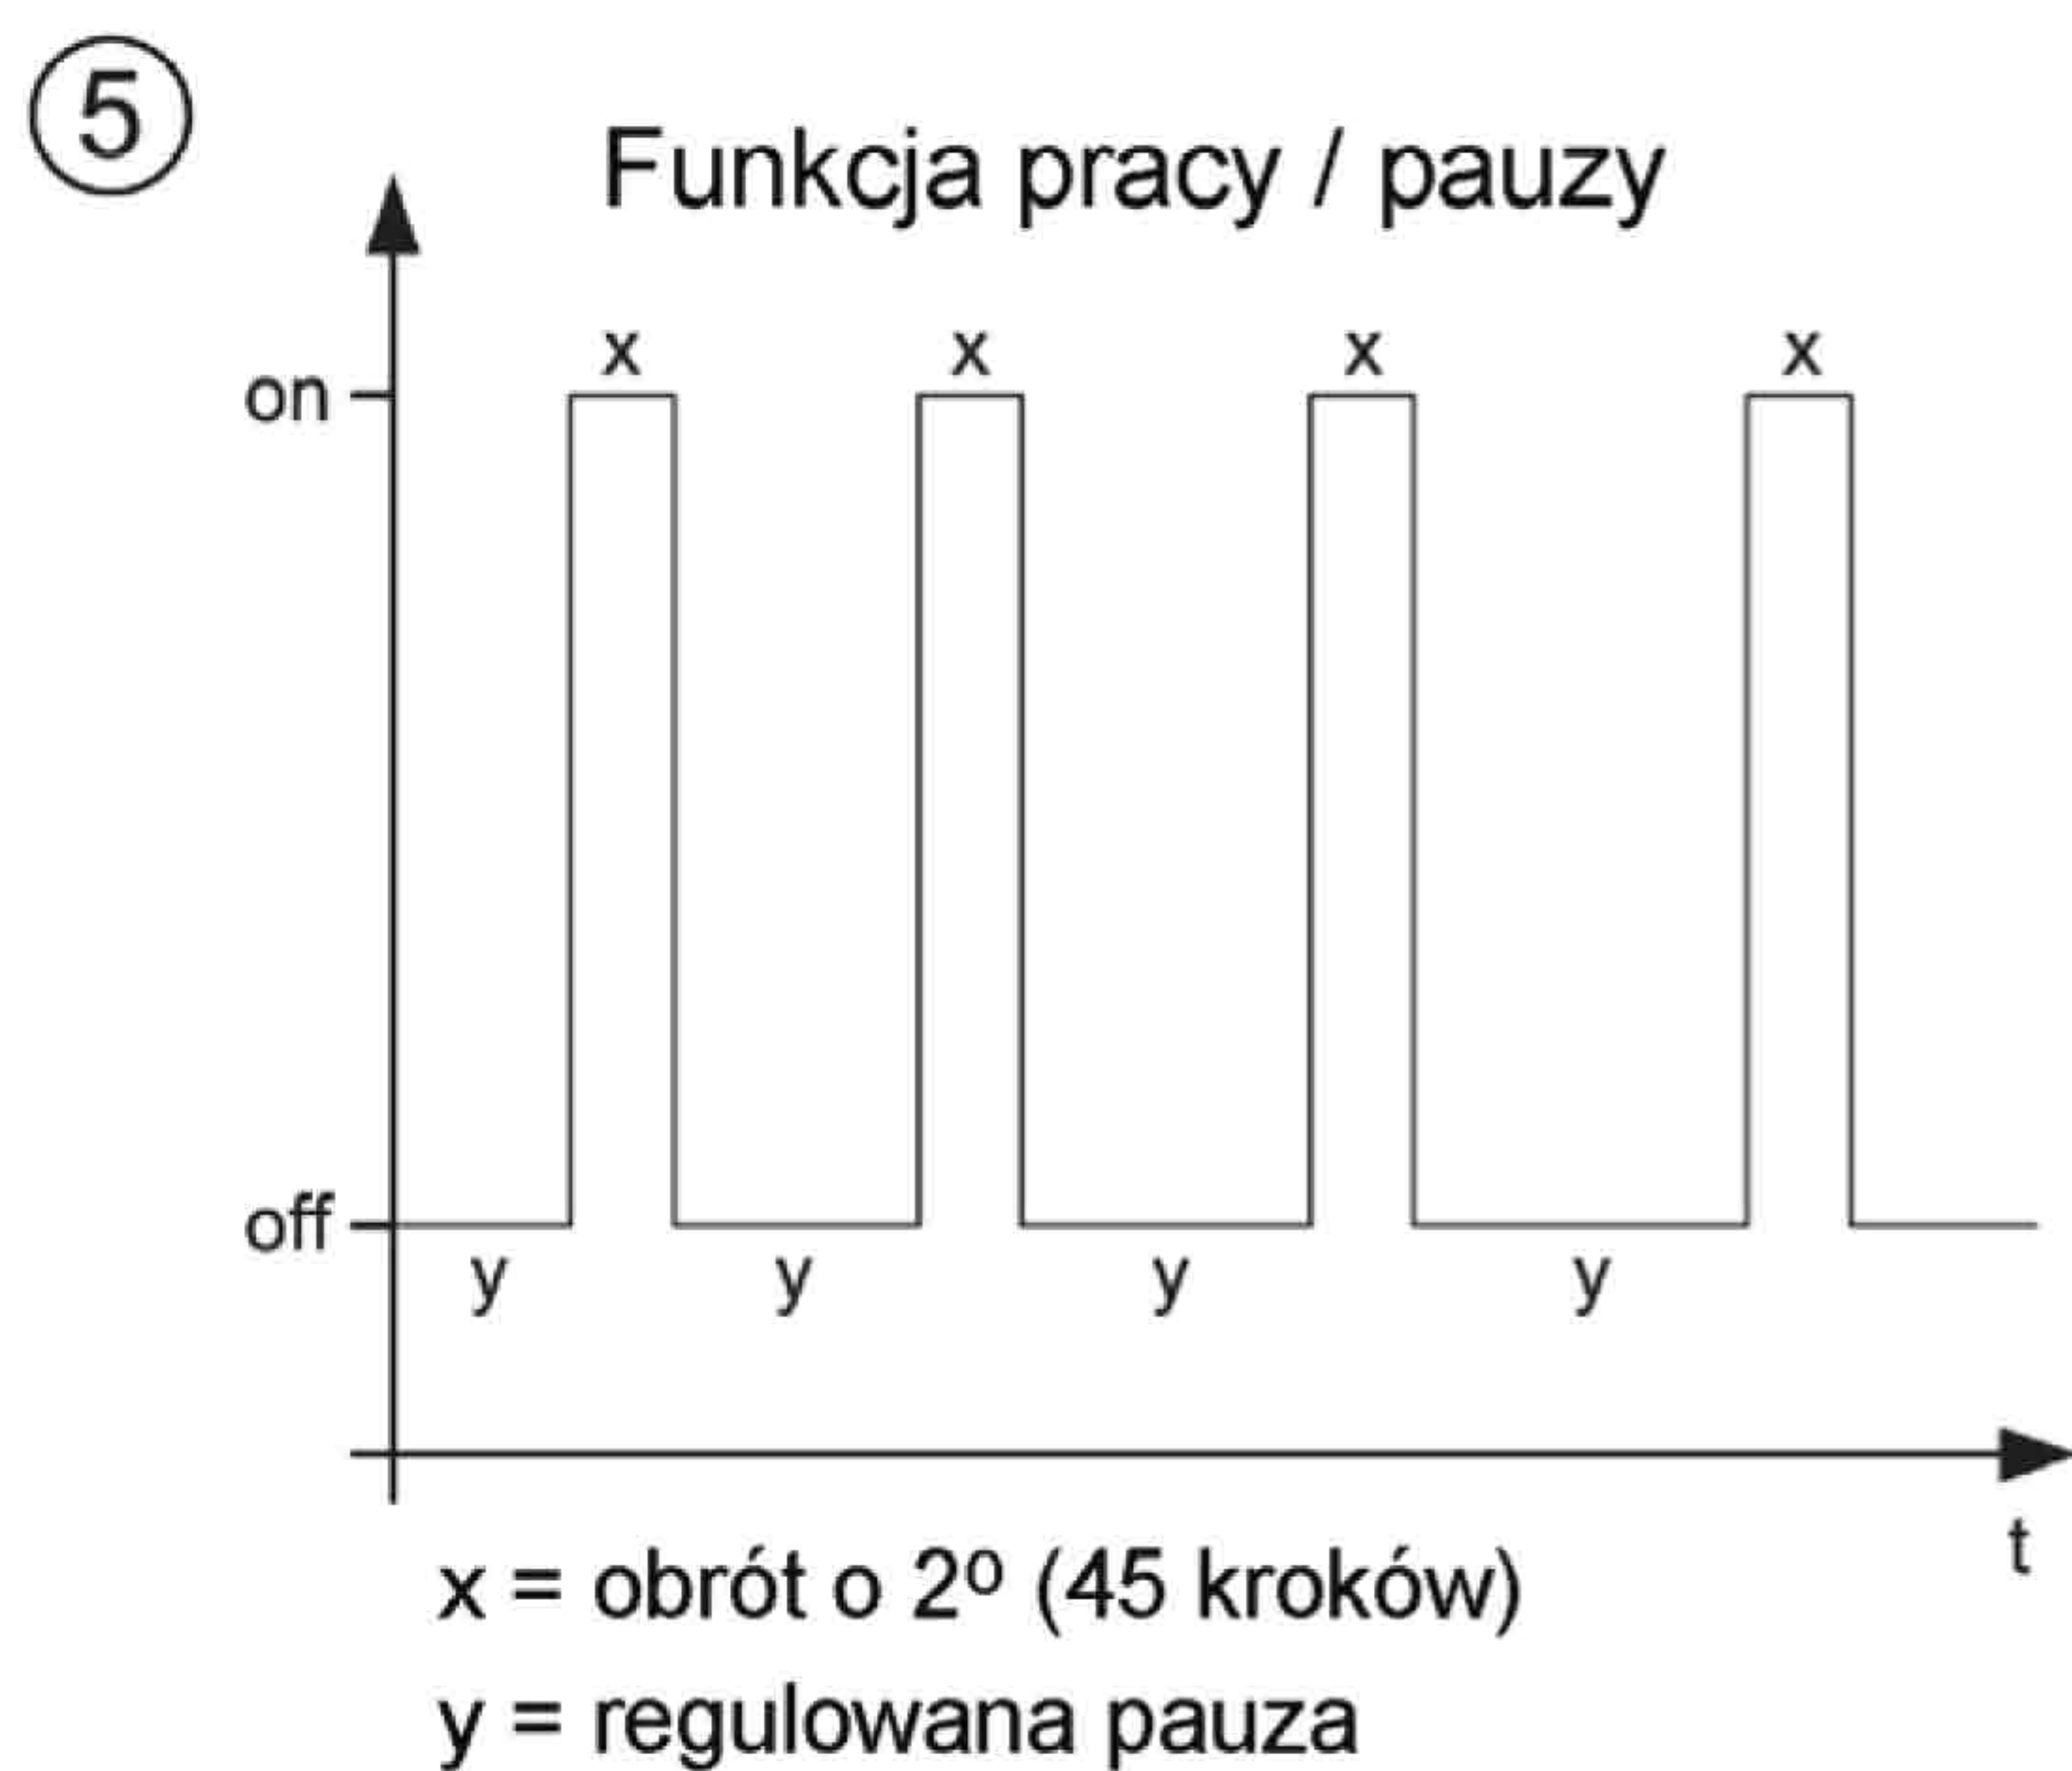 5
Funkcja pracy / pauzy
x x x x
on
off
y y y y
t
x = obrót o 2º (45 kroków)
y = regulowana pauza